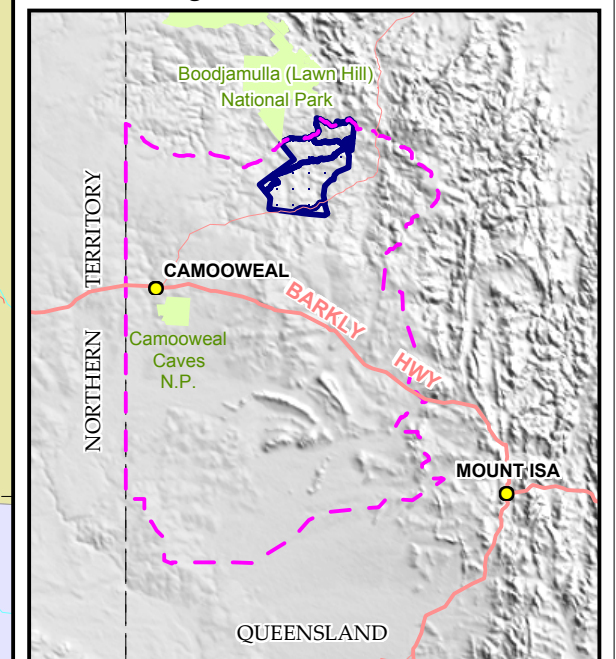 Boodjamulla (Lawn Hill)
National Park
NORTHERN TERRITORY
CAMOOWEAL
BARKLY HWY
Camooweal
Caves
N.P.
MOUNT ISA
QUEENSLAND